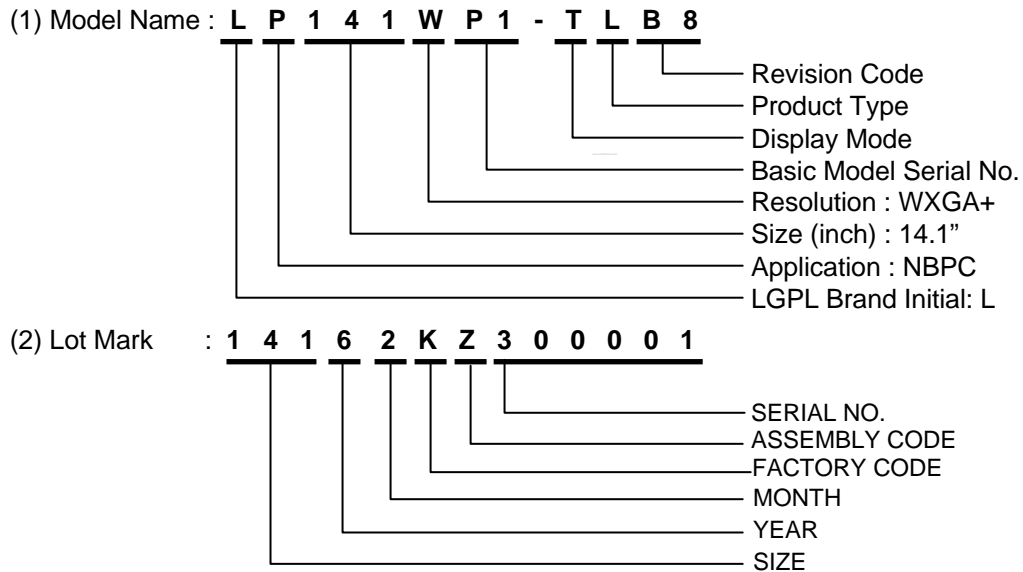 (1) Model Name : L P 1 4 1 W P 1 - T L B 8
Revision Code
Product Type
Display Mode
Basic Model Serial No.
Resolution : WXGA+
Size (inch) : 14.1”
Application : NBPC
LGPL Brand Initial: L
(2) Lot Mark : 1 4 1 6 2 K Z 3 0 0 0 0 1
SERIAL NO.
ASSEMBLY CODE
FACTORY CODE
MONTH
YEAR
SIZE